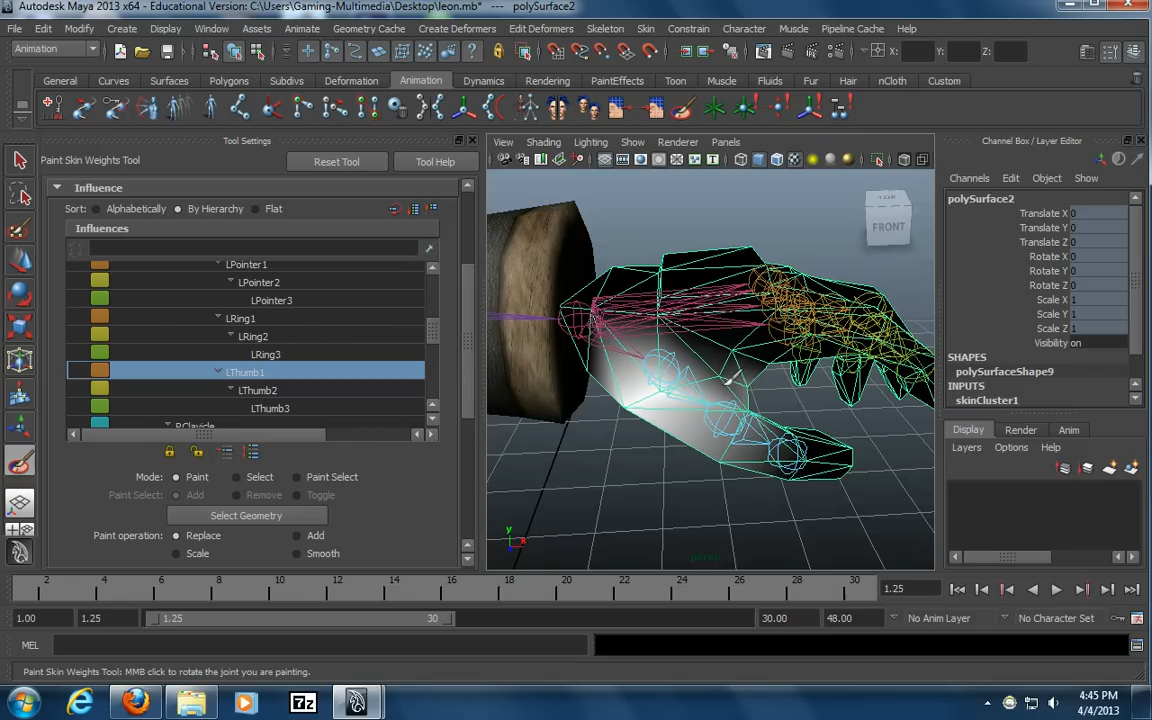 Autodesk Maya 2013 x64 - Educational Version: C:\Users\Gaming-Multimedia\Desktop\leon.mb* --- polySurface2
File Edit Modify Create Display Window Assets Animate Geometry Cache Create Deformers Edit Deformers Skeleton Skin Constrain Character Muscle Pipeline Cache Help
Animation X: Y: Z:
General Curves Surfaces Polygons Subdivs Deformation Animation Dynamics Rendering PaintEffects Toon Muscle Fluids Fur Hair nCloth Custom
Tool Settings
Paint Skin Weights Tool Reset Tool Tool Help
Influence
Sort: Alphabetically By Hierarchy Flat
Influences
LPointer1
LPointer2
LPointer3
LRing1
LRing2
LRing3
LThumb1
LThumb2
LThumb3
RClavicle
Mode: Paint Select Paint Select
Paint Select: Add Remove Toggle
Select Geometry
Paint operation: Replace Add
Scale Smooth
View Shading Lighting Show Renderer Panels
TOP
FRONT
y
x
persp
Channel Box / Layer Editor
Channels Edit Object Show
polySurface2
Translate X 0
Translate Y 0
Translate Z 0
Rotate X 0
Rotate Y 0
Rotate Z 0
Scale X 1
Scale Y 1
Scale Z 1
Visibility on
SHAPES
polySurfaceShape9
INPUTS
skinCluster1
Display Render Anim
Layers Options Help
2 4 6 8 10 12 14 16 18 20 22 24 26 28 30 1.25
1.00 1.25 1.25 30 30.00 48.00 No Anim Layer No Character Set
MEL
Paint Skin Weights Tool: MMB click to rotate the joint you are painting.
7z
4:45 PM
4/4/2013